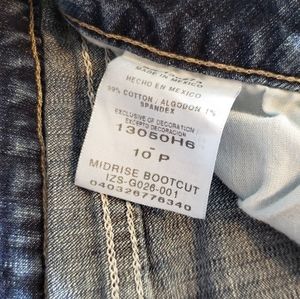 MADE IN MEXICO
HECHO EN MEXICO
99% COTTON / ALGODON 1%
SPANDEX
EXCLUSIVE OF DECORATION
EXCEPTO DECORACION
13050H6
-
10 P
MIDRISE BOOTCUT
IZS-G026-001
040326776340